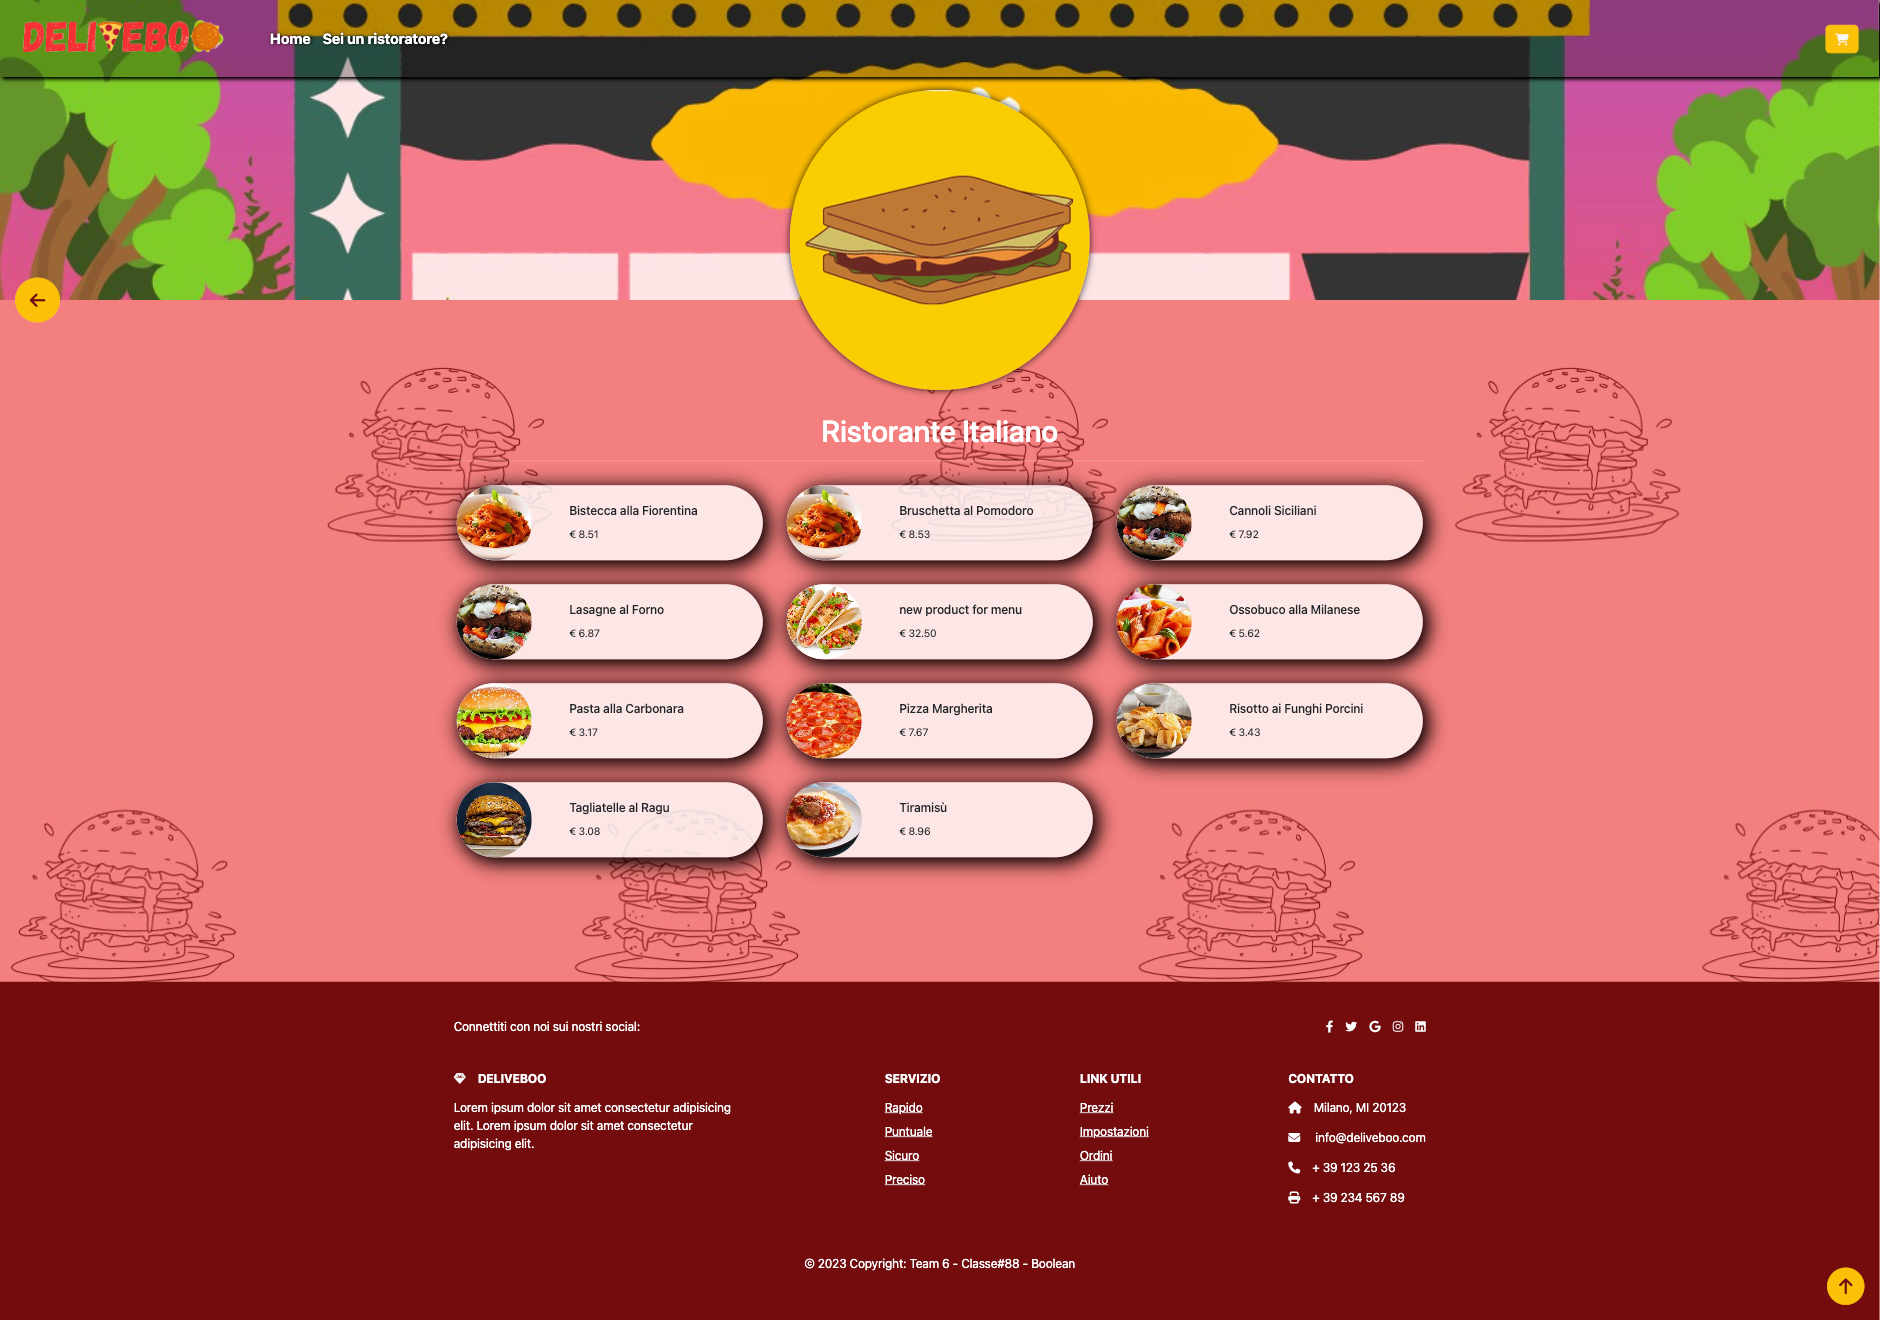 DELIVEBOO
Home Sei un ristoratore?
Ristorante Italiano
Bistecca alla Fiorentina
€ 8.51
Bruschetta al Pomodoro
€ 8.53
Cannoli Siciliani
€ 7.92
Lasagne al Forno
€ 6.87
new product for menu
€ 32.50
Ossobuco alla Milanese
€ 5.62
Pasta alla Carbonara
€ 3.17
Pizza Margherita
€ 7.67
Risotto ai Funghi Porcini
€ 3.43
Tagliatelle al Ragu
€ 3.08
Tiramisù
€ 8.96
Connettiti con noi sui nostri social:
DELIVEBOO
Lorem ipsum dolor sit amet consectetur adipisicing
elit. Lorem ipsum dolor sit amet consectetur
adipisicing elit.
SERVIZIO
Rapido
Puntuale
Sicuro
Preciso
LINK UTILI
Prezzi
Impostazioni
Ordini
Aiuto
CONTATTO
Milano, MI 20123
info@deliveboo.com
+ 39 123 25 36
+ 39 234 567 89
© 2023 Copyright: Team 6 - Classe#88 - Boolean